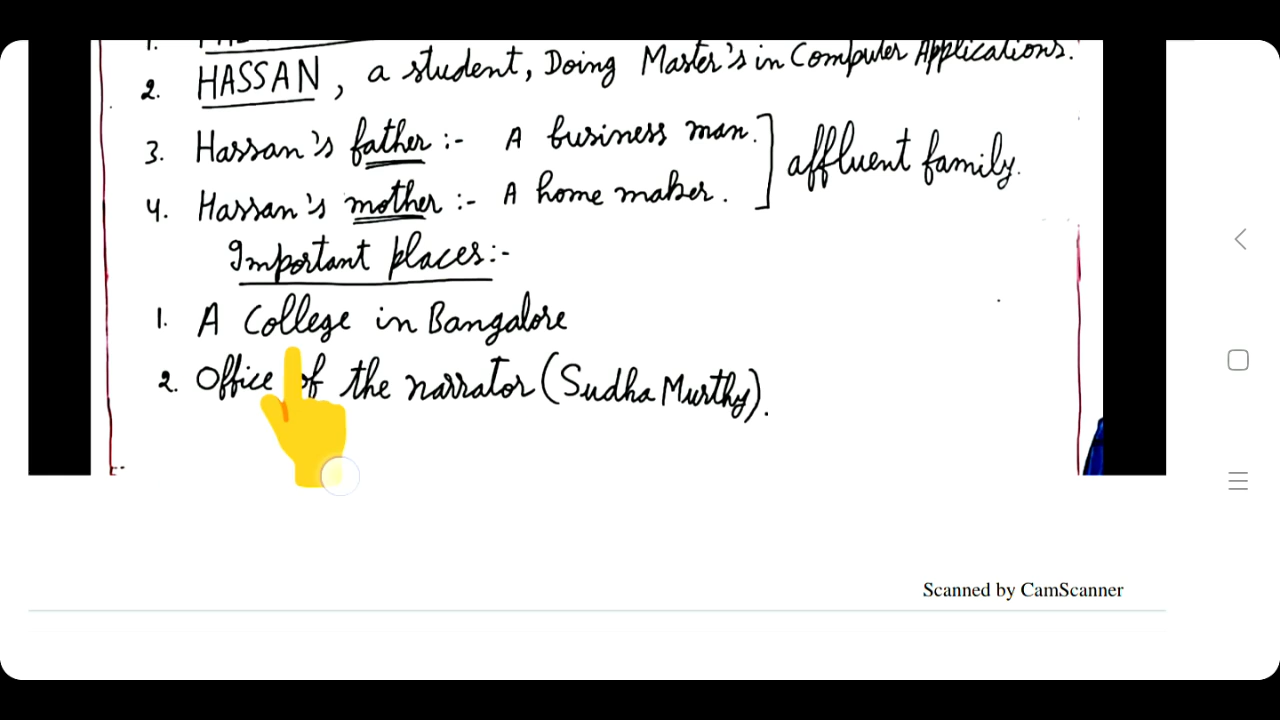 1.
2. HASSAN, a student, Doing Master's in Computer Applications.
3. Hassan's father :- A business man.
4. Hassan's mother :- A home maker.
affluent family.
Important places:-
1. A College in Bangalore
2. Office of the narrator (Sudha Murthy).
Scanned by CamScanner